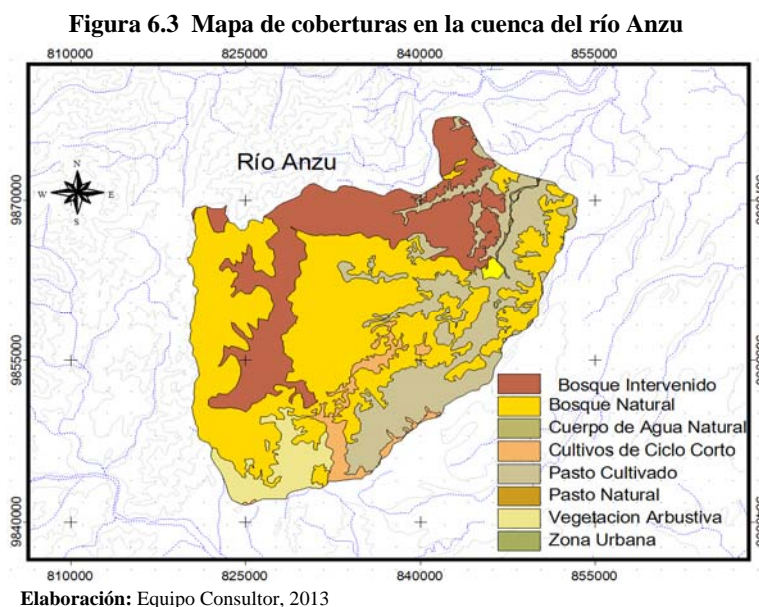 Figura 6.3 Mapa de coberturas en la cuenca del río Anzu
810000 825000 840000 855000
Río Anzu
N
W E
S
9870000
9855000
9840000
Bosque Intervenido
Bosque Natural
Cuerpo de Agua Natural
Cultivos de Ciclo Corto
Pasto Cultivado
Pasto Natural
Vegetacion Arbustiva
Zona Urbana
810000 825000 840000 855000
Elaboración: Equipo Consultor, 2013